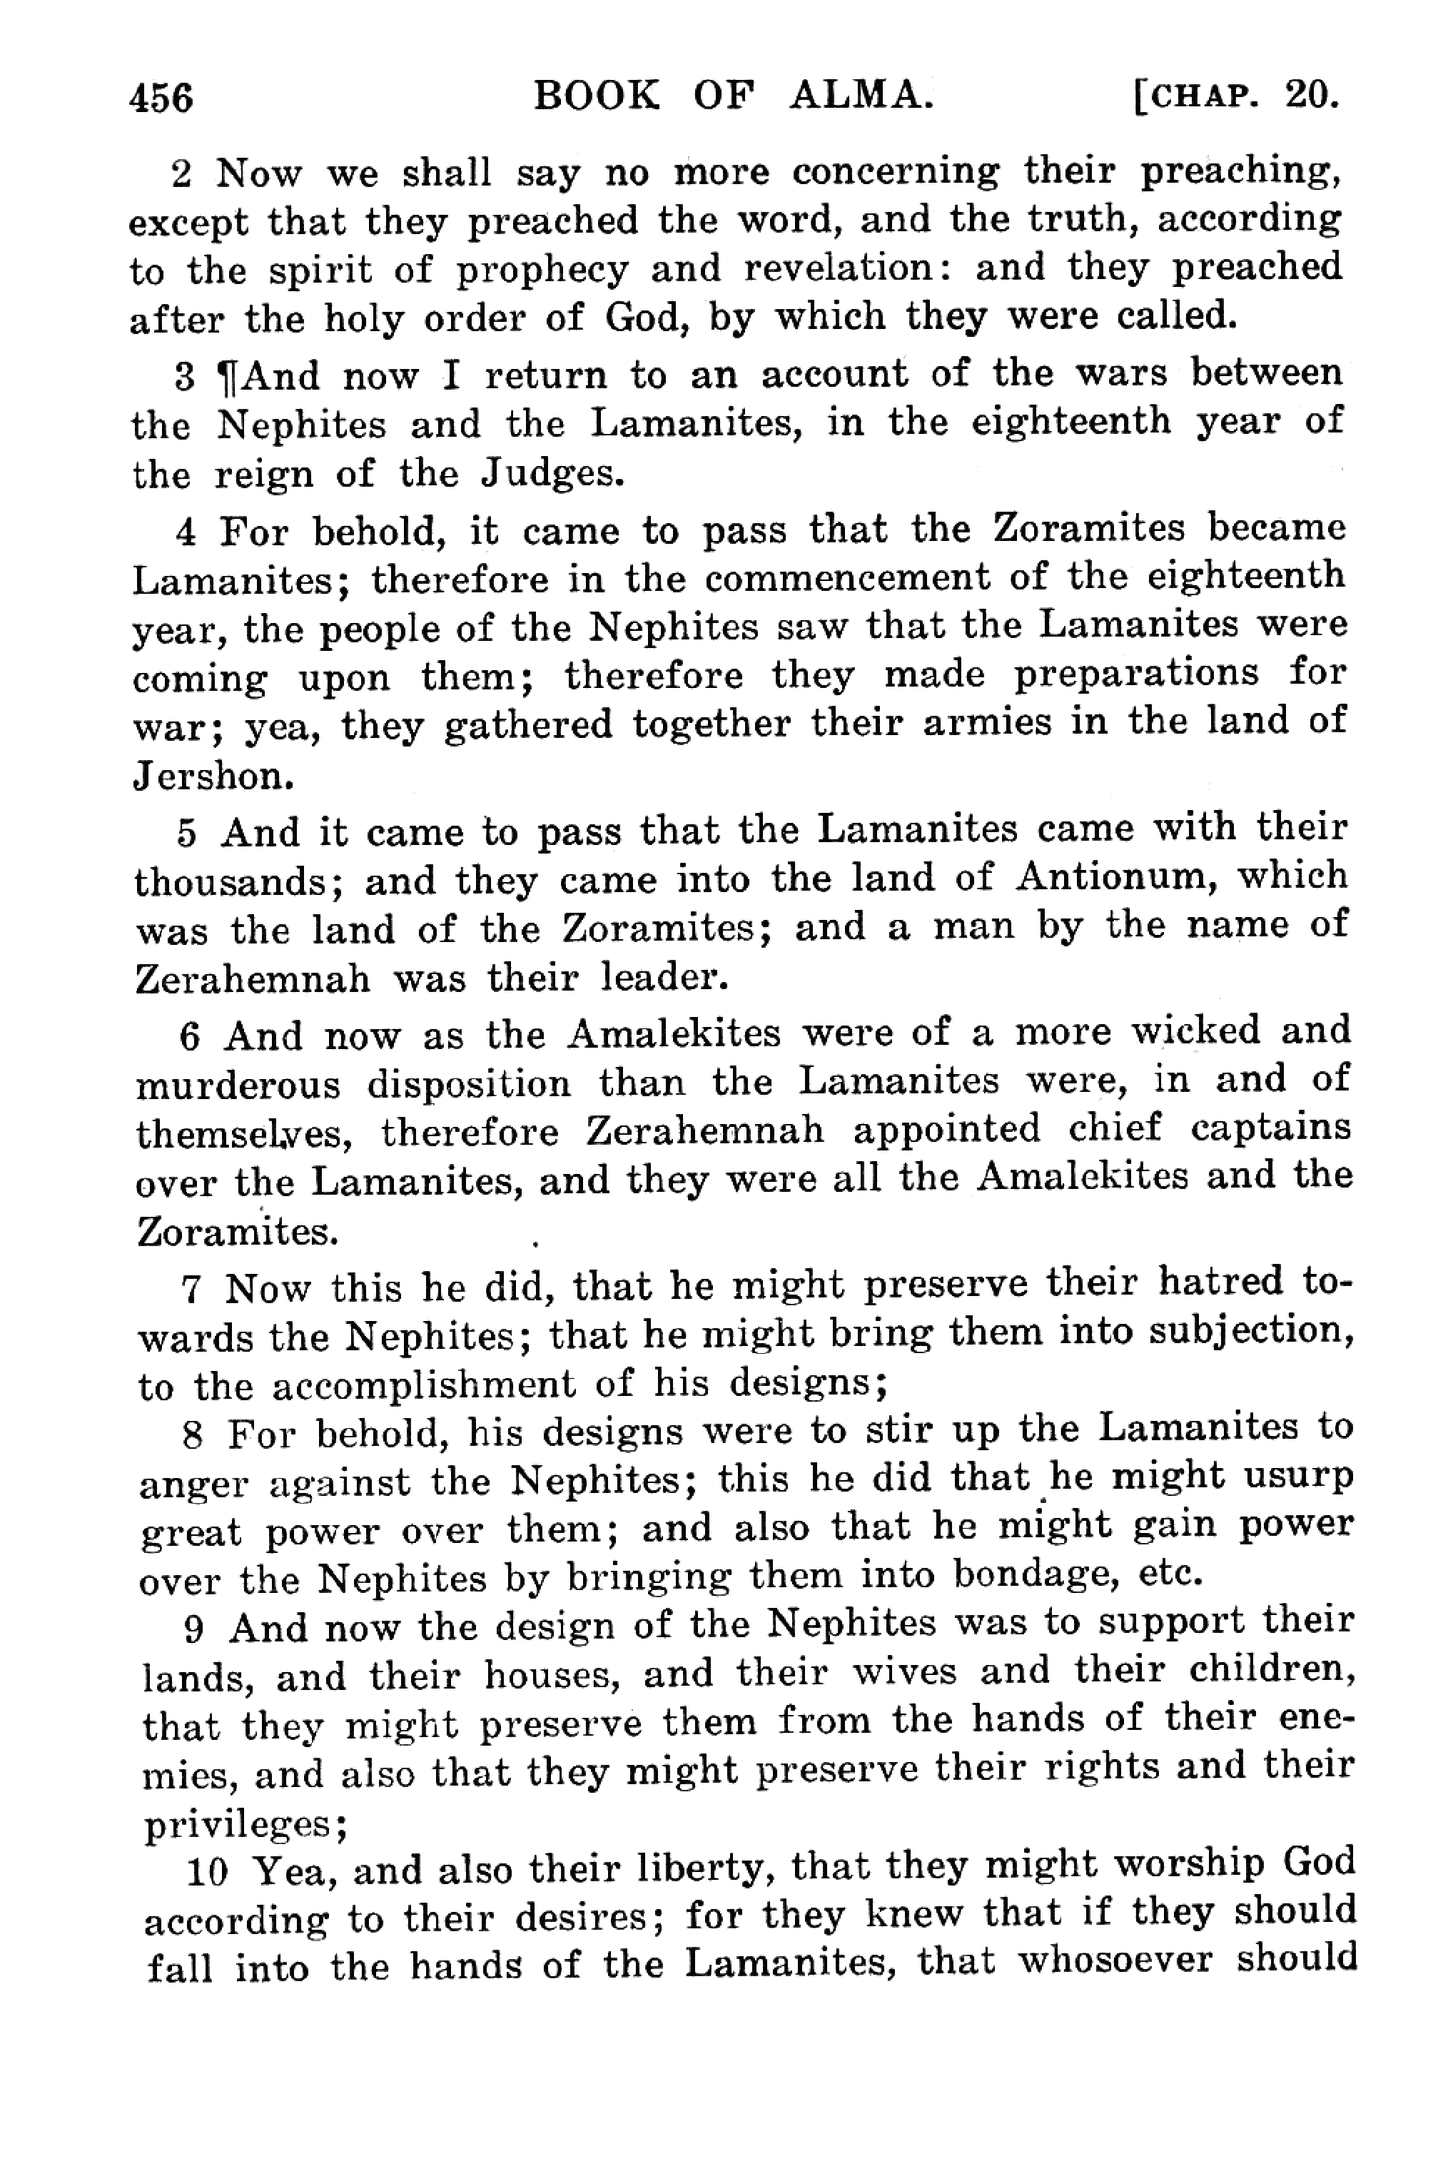 456 BOOK OF ALMA. [CHAP. 20.
2 Now we shall say no more concerning their preaching,
except that they preached the word, and the truth, according
to the spirit of prophecy and revelation: and they preached
after the holy order of God, by which they were called.
3 ¶And now I return to an account of the wars between
the Nephites and the Lamanites, in the eighteenth year of
the reign of the Judges.
4 For behold, it came to pass that the Zoramites became
Lamanites; therefore in the commencement of the eighteenth
year, the people of the Nephites saw that the Lamanites were
coming upon them; therefore they made preparations for
war; yea, they gathered together their armies in the land of
Jershon.
5 And it came to pass that the Lamanites came with their
thousands; and they came into the land of Antionum, which
was the land of the Zoramites; and a man by the name of
Zerahemnah was their leader.
6 And now as the Amalekites were of a more wicked and
murderous disposition than the Lamanites were, in and of
themselves, therefore Zerahemnah appointed chief captains
over the Lamanites, and they were all the Amalekites and the
Zoramites.
7 Now this he did, that he might preserve their hatred to-
wards the Nephites; that he might bring them into subjection,
to the accomplishment of his designs;
8 For behold, his designs were to stir up the Lamanites to
anger against the Nephites; this he did that he might usurp
great power over them; and also that he might gain power
over the Nephites by bringing them into bondage, etc.
9 And now the design of the Nephites was to support their
lands, and their houses, and their wives and their children,
that they might preserve them from the hands of their ene-
mies, and also that they might preserve their rights and their
privileges;
10 Yea, and also their liberty, that they might worship God
according to their desires; for they knew that if they should
fall into the hands of the Lamanites, that whosoever should